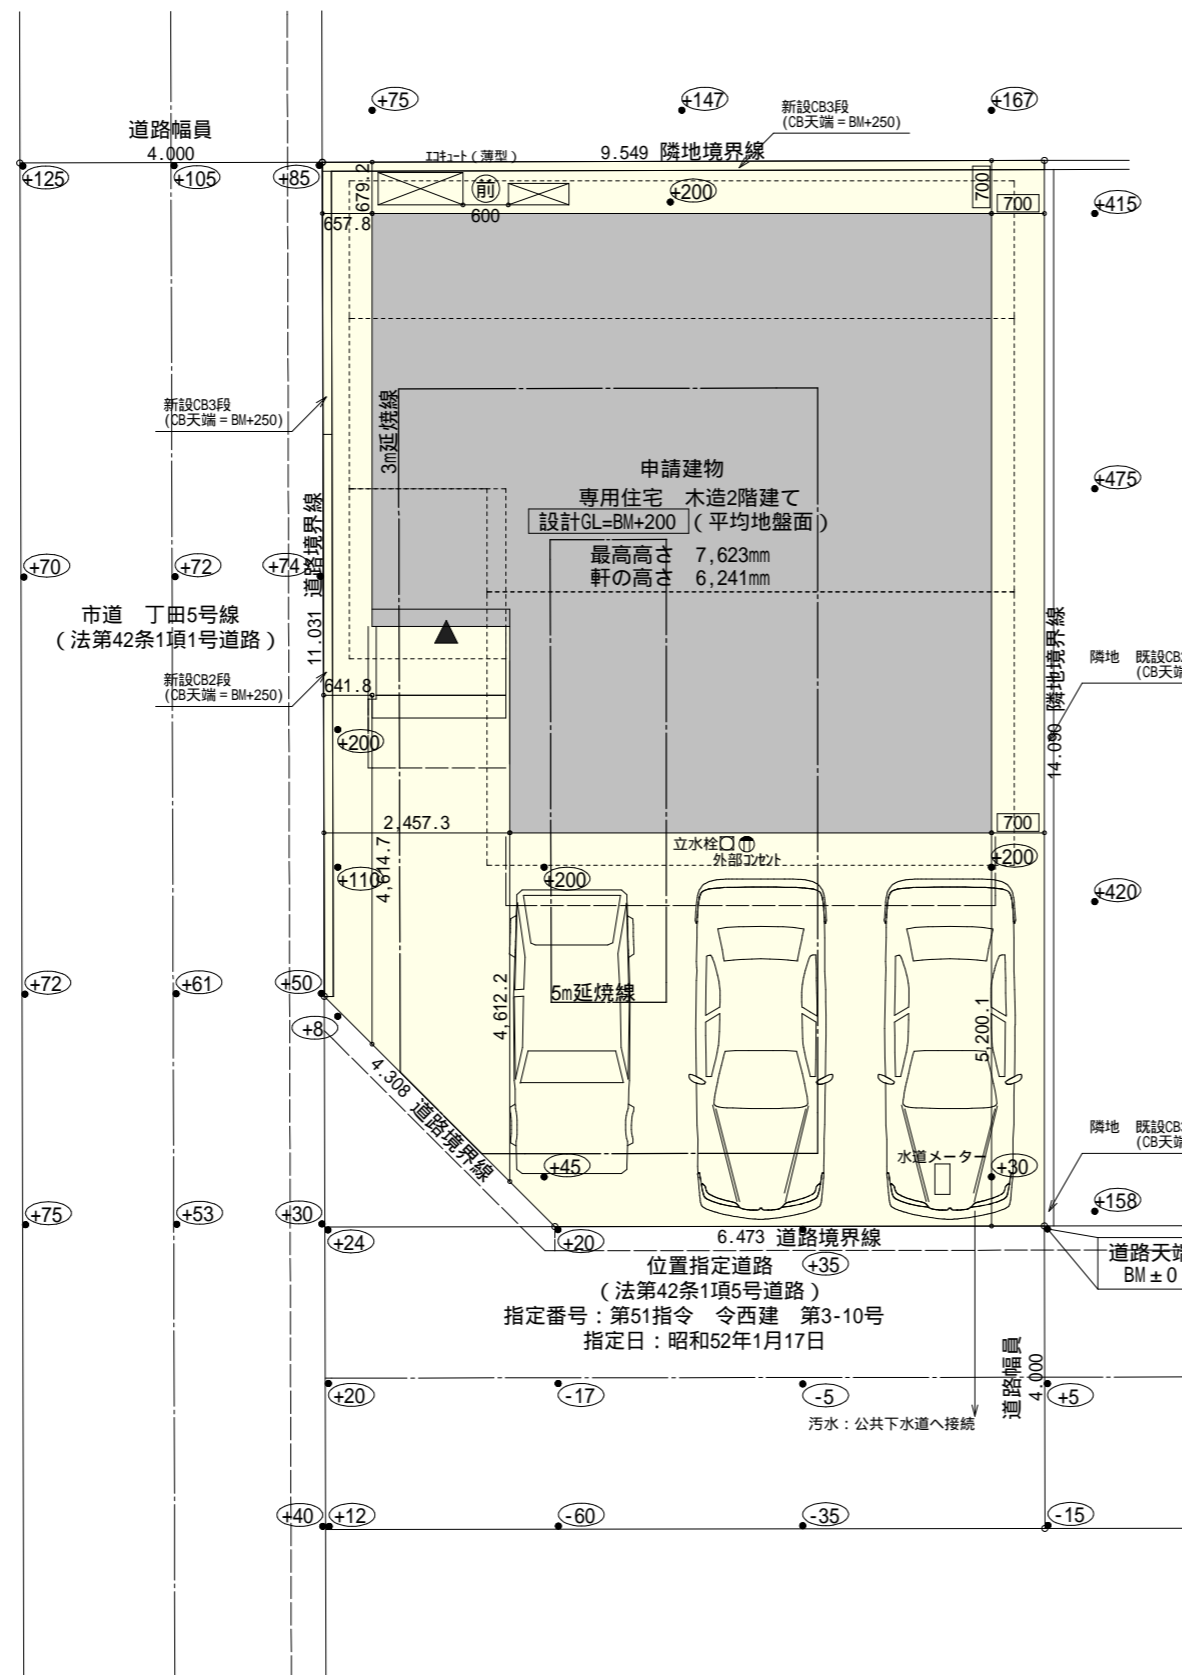 +75
+147
新設CB3段
(CB天端=BM+250)
+167
道路幅員
4.000
+125
+105
+85
エコキュート(薄型)
9.549 隣地境界線
679.2
前
600
+200
700
700
657.8
+415
新設CB3段
(CB天端=BM+250)
3m延焼線
申請建物
専用住宅 木造2階建て
設計GL=BM+200 (平均地盤面)
最高高さ 7,623mm
軒の高さ 6,241mm
+475
+70
+72
+74
11.031 道路境界線
市道 丁田5号線
(法第42条1項1号道路)
新設CB2段
(CB天端=BM+250)
641.8
+200
14.090 隣地境界線
隣地 既設CB
(CB天端
2,457.3
700
立水栓
外部コンセント
+110
4,614.7
+200
+200
+420
+72
+61
+50
+8
4,612.2
5m延焼線
5,200.1
4.308 道路境界線
+45
水道メーター
+30
隣地 既設CB
(CB天端
+158
+75
+53
+30
+24
+20
6.473 道路境界線
+35
道路天端
BM±0
位置指定道路
(法第42条1項5号道路)
指定番号:第51指令 令西建 第3-10号
指定日:昭和52年1月17日
道路幅員
4.000
+20
-17
-5
+5
汚水:公共下水道へ接続
+40
+12
-60
-35
-15